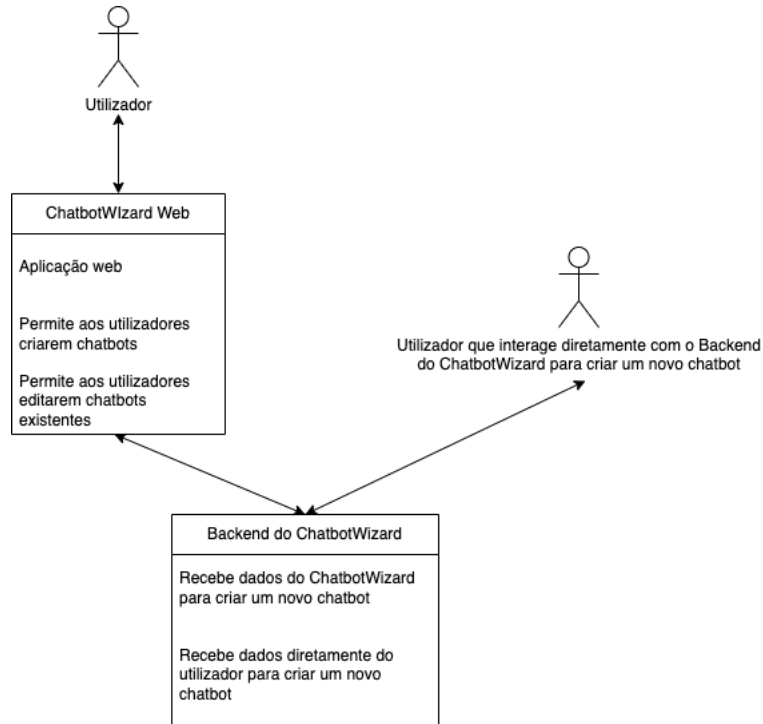 Utilizador
ChatbotWIzard Web
Aplicação web
Permite aos utilizadores
criarem chatbots
Permite aos utilizadores
editarem chatbots
existentes
Utilizador que interage diretamente com o Backend
do ChatbotWizard para criar um novo chatbot
Backend do ChatbotWizard
Recebe dados do ChatbotWizard
para criar um novo chatbot
Recebe dados diretamente do
utilizador para criar um novo
chatbot